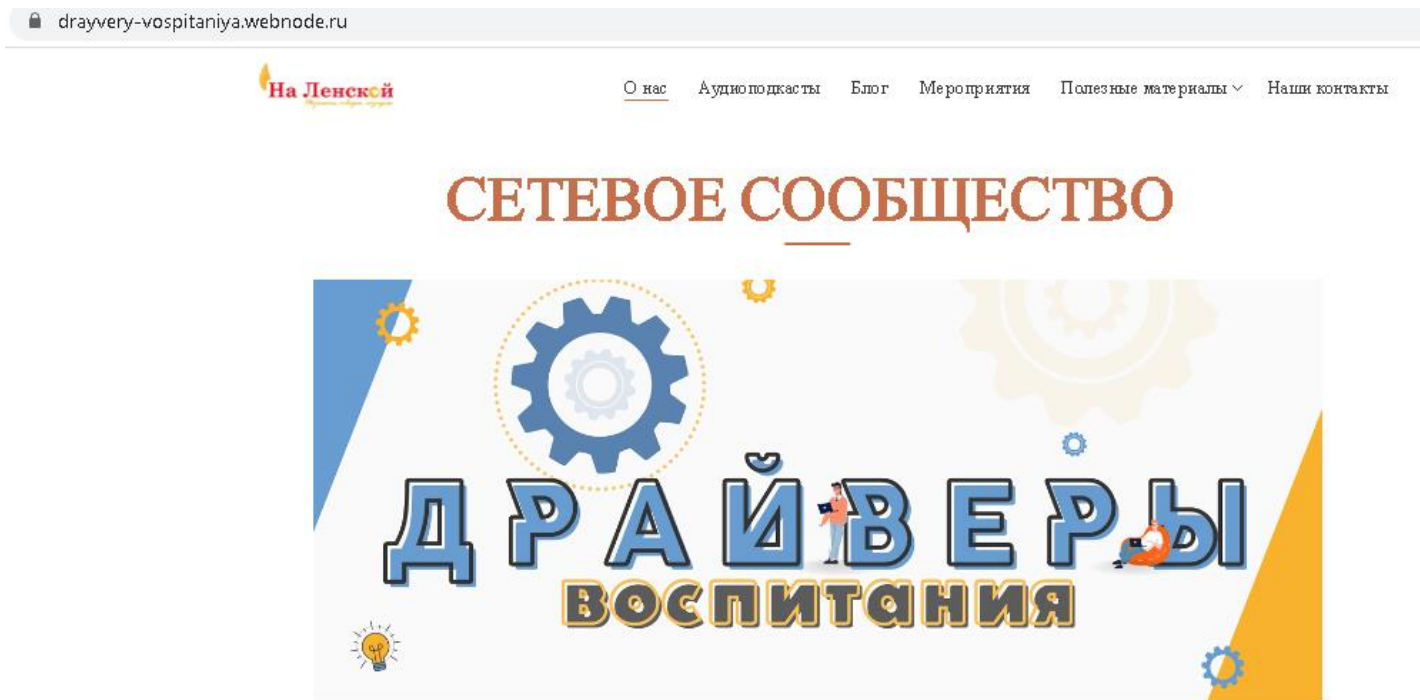 drayvery-vospitaniya.webnode.ru
На Ленской
О нас Аудиоподкасты Блог Мероприятия Полезные материалы Наши контакты
СЕТЕВОЕ СООБЩЕСТВО
ДРАЙВЕРЫ
ВОСПИТАНИЯ